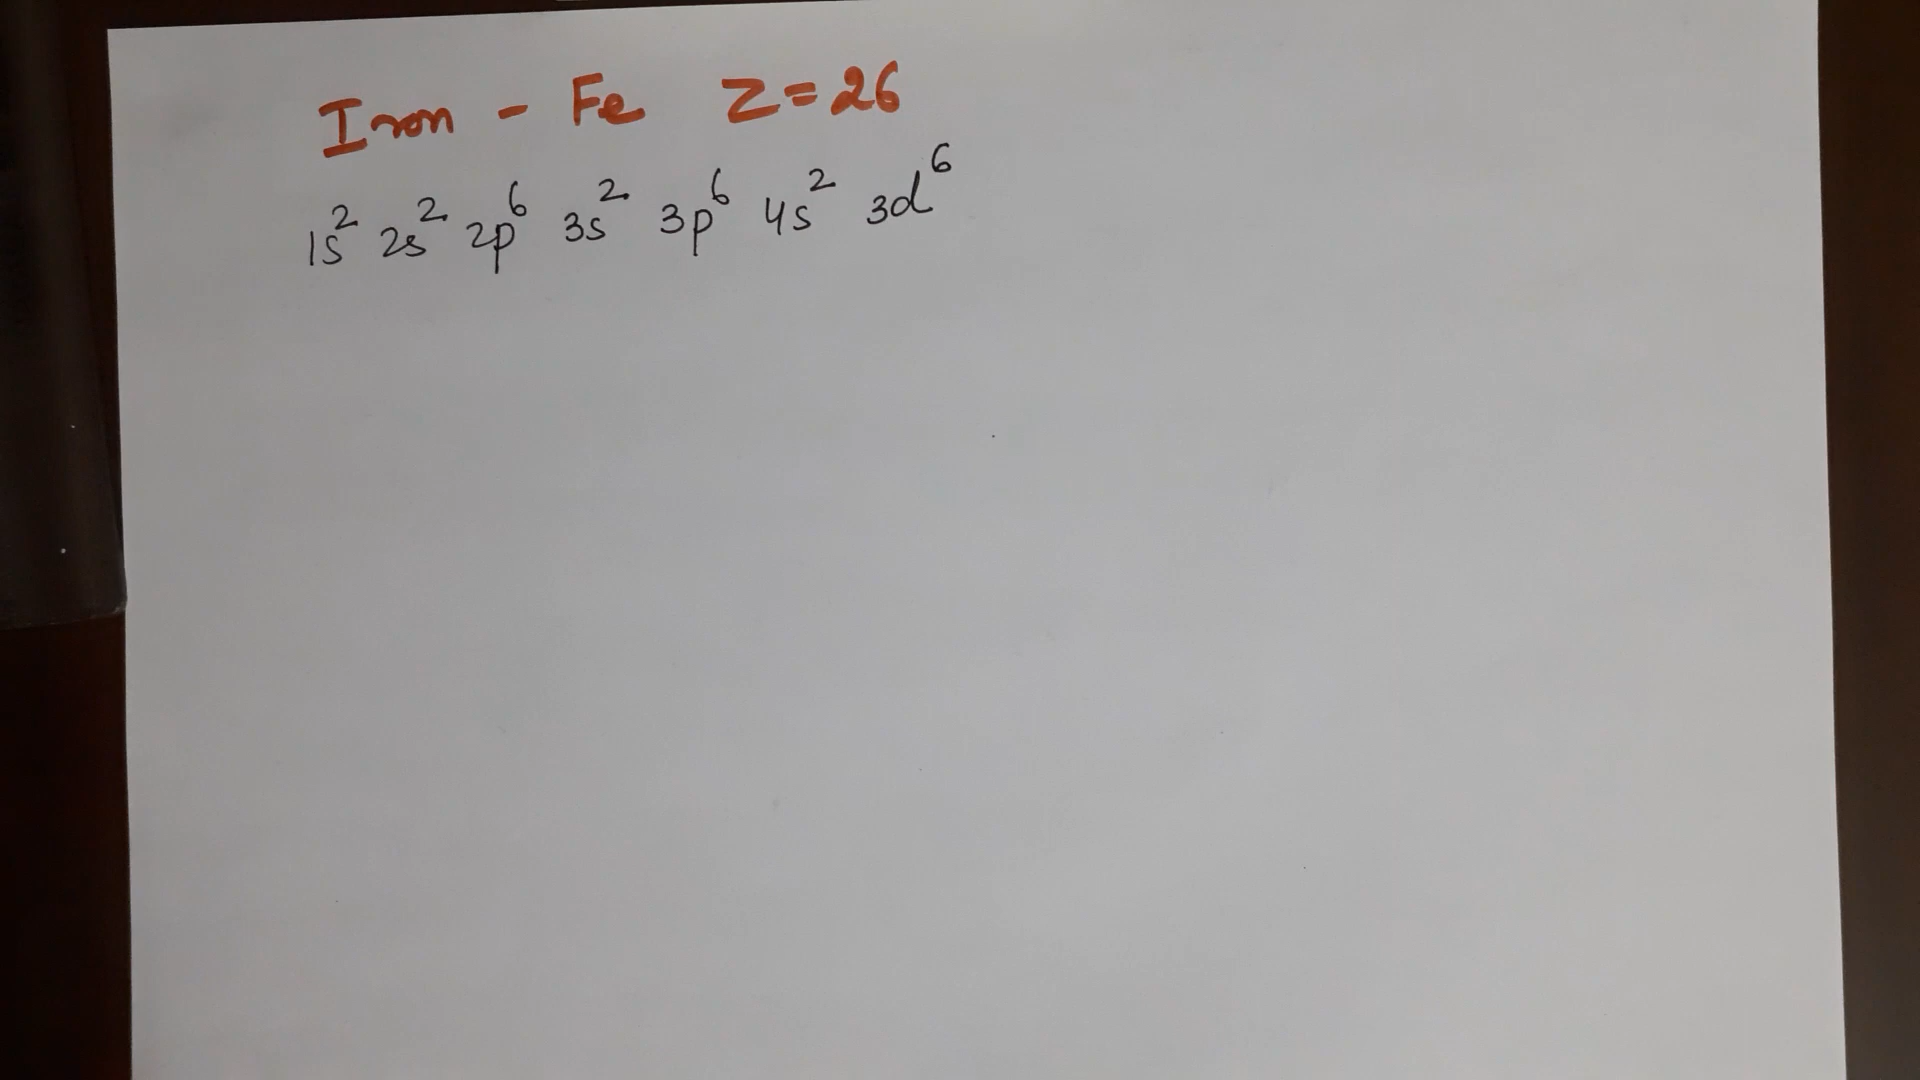 Iron - Fe Z=26
1s² 2s² 2p⁶ 3s² 3p⁶ 4s² 3d⁶